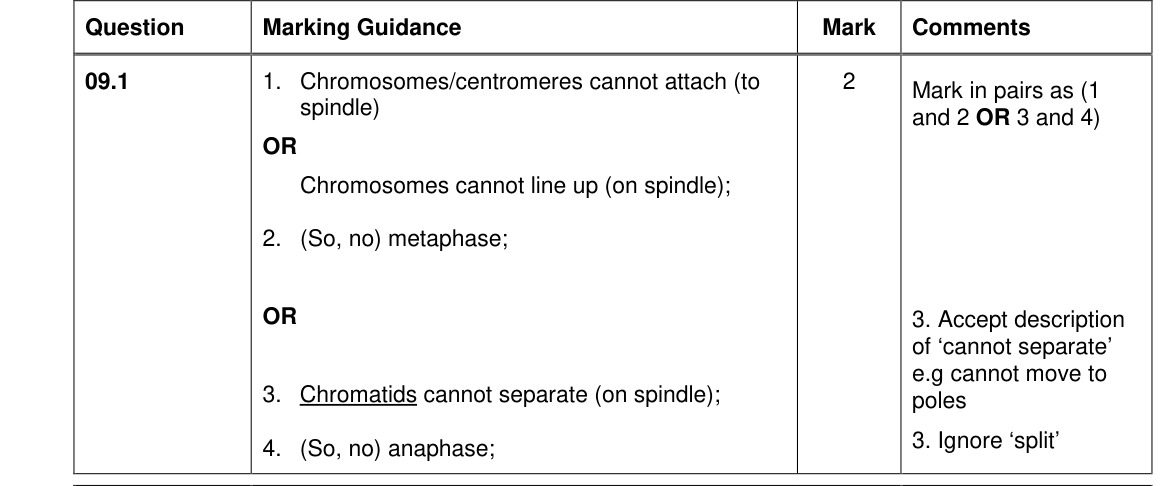 Question Marking Guidance Mark Comments
09.1
1. Chromosomes/centromeres cannot attach (to
spindle)
OR
Chromosomes cannot line up (on spindle);
2. (So, no) metaphase;
OR
3. Chromatids cannot separate (on spindle);
4. (So, no) anaphase;
2
Mark in pairs as (1
and 2 OR 3 and 4)
3. Accept description
of ‘cannot separate’
e.g cannot move to
poles
3. Ignore ‘split’